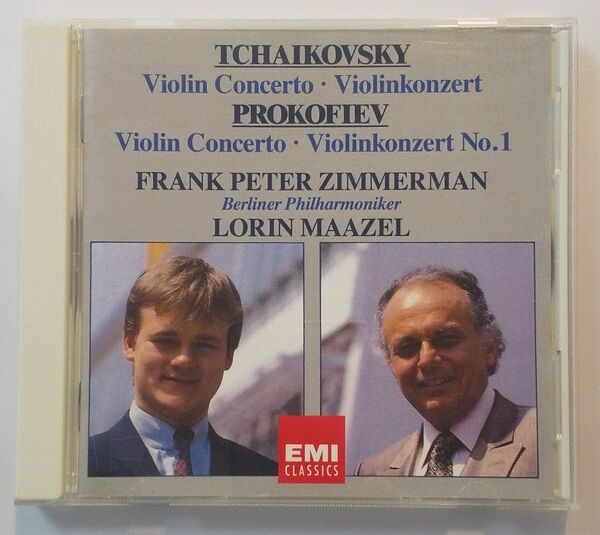 TCHAIKOVSKY
Violin Concerto · Violinkonzert
PROKOFIEV
Violin Concerto · Violinkonzert No.1
FRANK PETER ZIMMERMAN
Berliner Philharmoniker
LORIN MAAZEL
EMI
CLASSICS